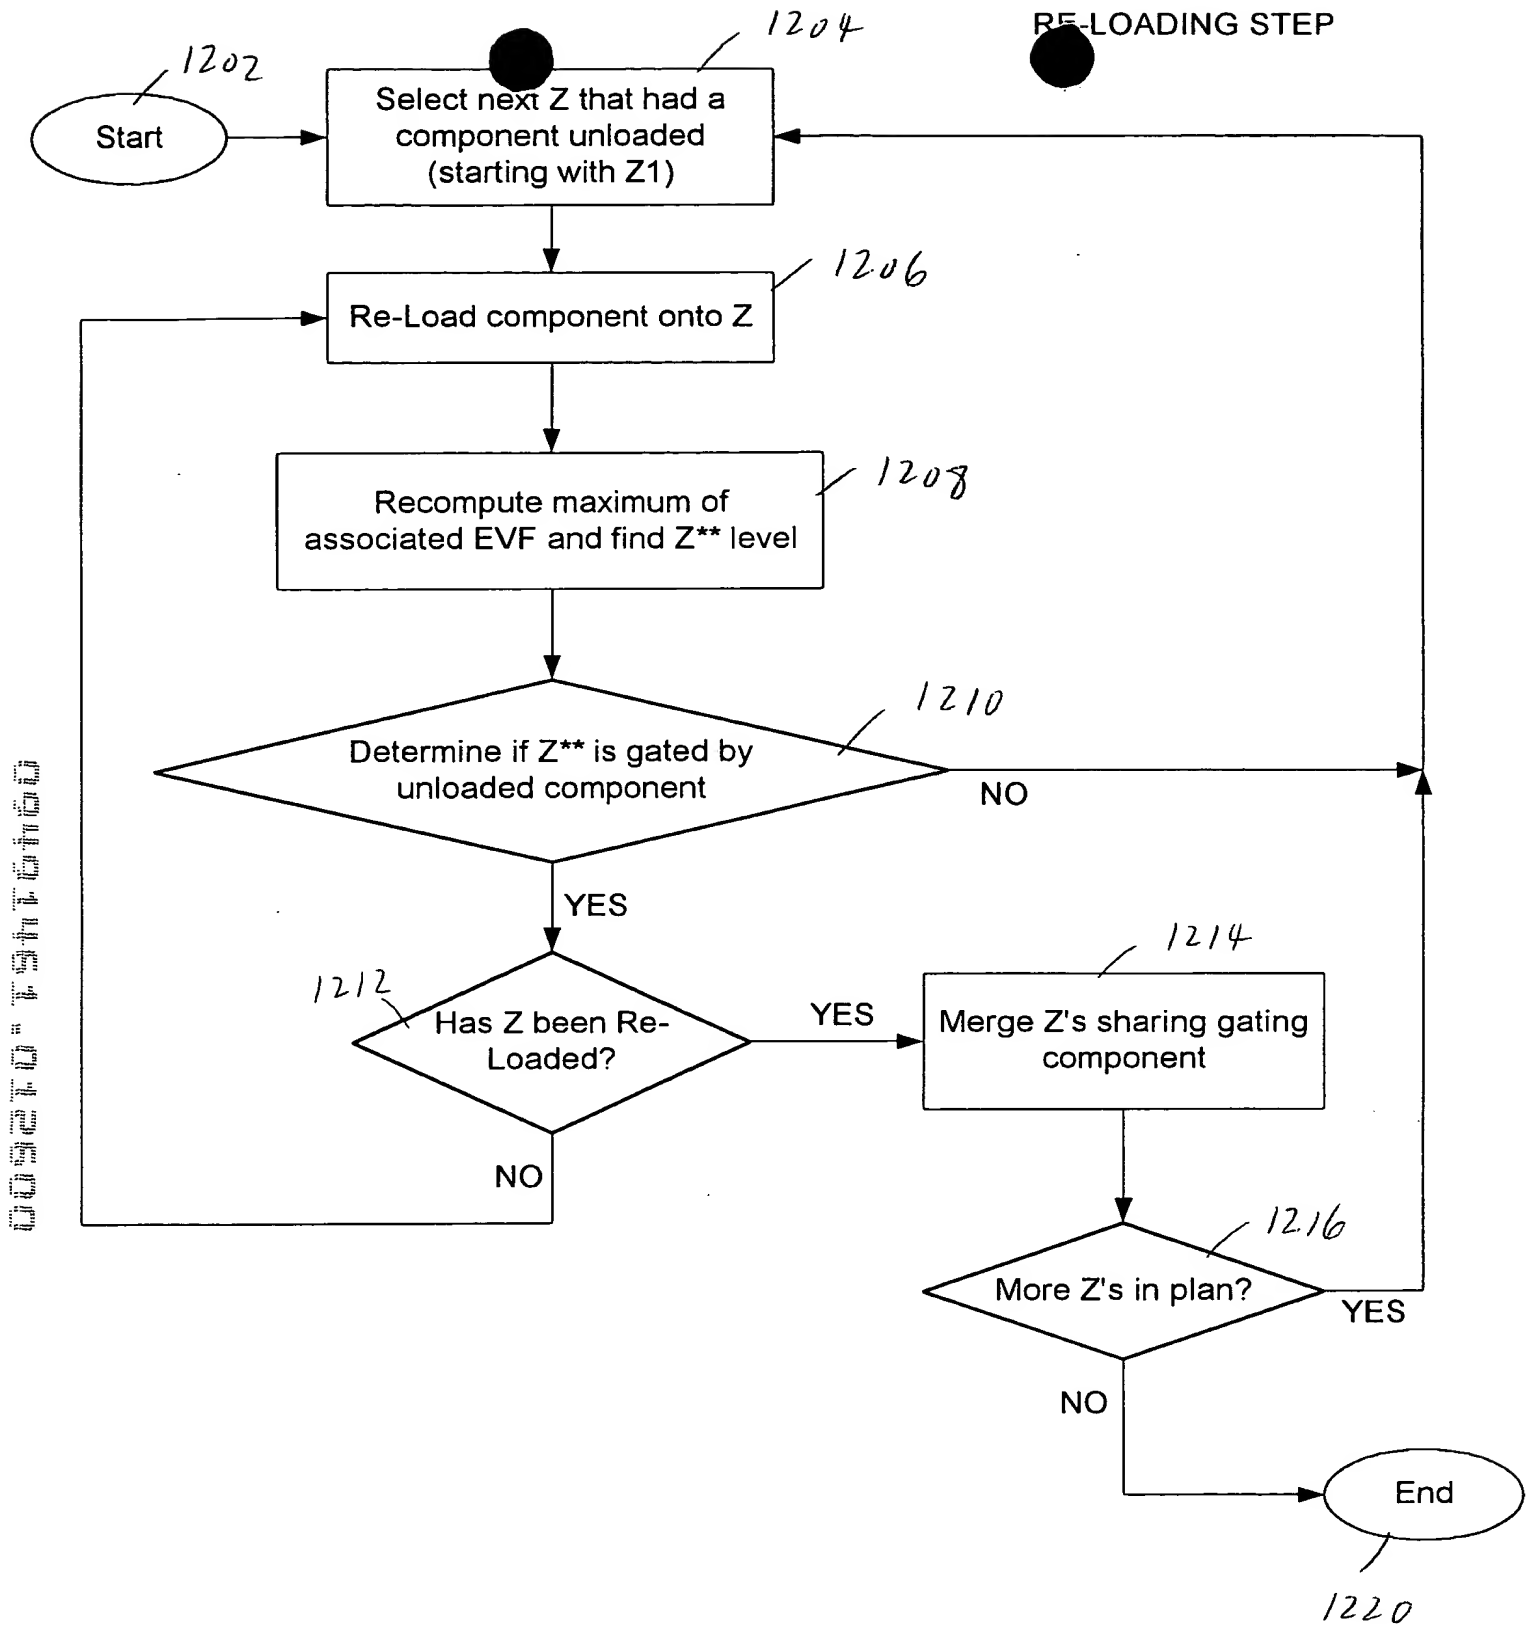 RE-LOADING STEP
1202
1204
Start
Select next Z that had a
component unloaded
(starting with Z1)
1206
Re-Load component onto Z
1208
Recompute maximum of
associated EVF and find Z** level
1210
Determine if Z** is gated by
unloaded component
NO
YES
1212
Has Z been Re-
Loaded?
YES
NO
1214
Merge Z's sharing gating
component
1216
More Z's in plan?
YES
NO
End
1220
09491461.012600